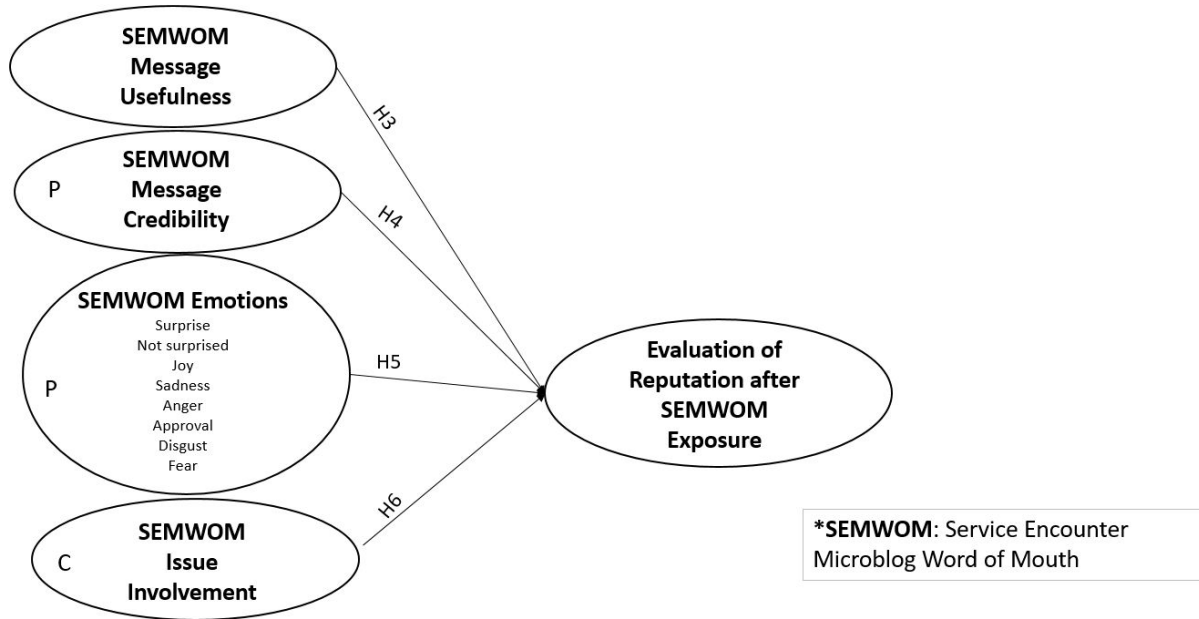 SEMWOM
Message
Usefulness
H3
P
SEMWOM
Message
Credibility
H4
SEMWOM Emotions
Surprise
Not surprised
Joy
Sadness
Anger
Approval
Disgust
Fear
P
H5
Evaluation of
Reputation after
SEMWOM
Exposure
C
SEMWOM
Issue
Involvement
H6
*SEMWOM: Service Encounter
Microblog Word of Mouth